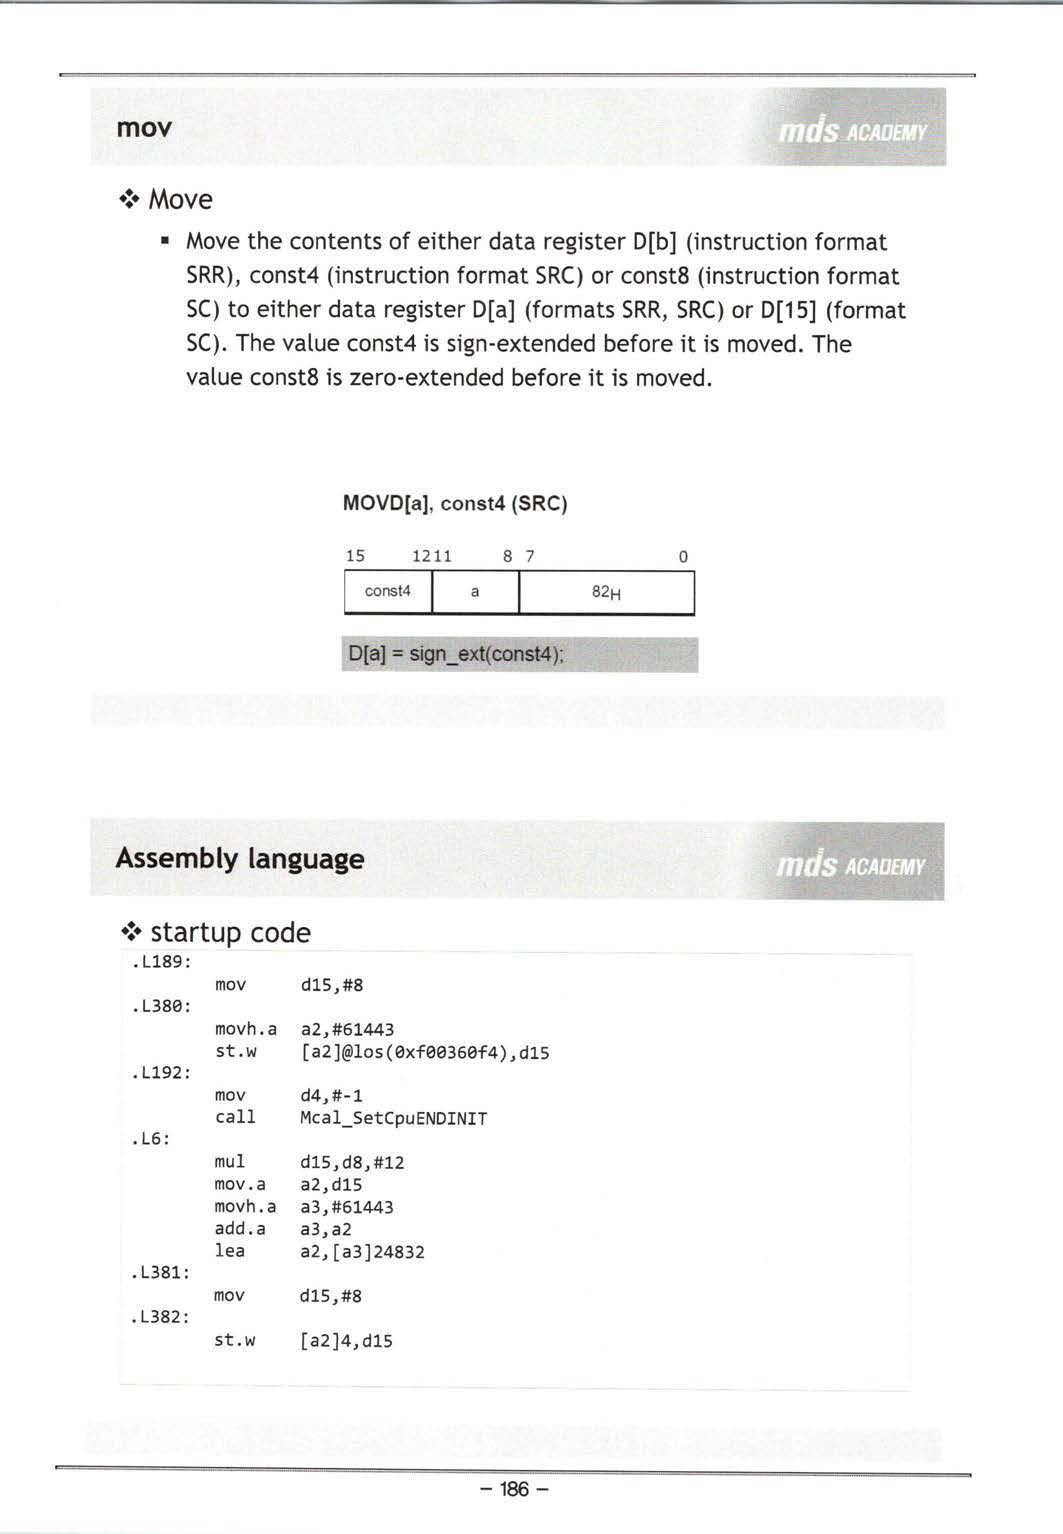 mov
mds ACADEMY
Move
Move the contents of either data register D[b] (instruction format
SRR), const4 (instruction format SRC) or const8 (instruction format
SC) to either data register D[a] (formats SRR, SRC) or D[15] (format
SC). The value const4 is sign-extended before it is moved. The
value const8 is zero-extended before it is moved.
MOVD[a], const4 (SRC)
15 1211 8 7 0
const4 a 82H
D[a] = sign_ext(const4);
Assembly language
mds ACADEMY
startup code
.L189:
mov d15,#8
.L380:
movh.a a2,#61443
st.w [a2]@los(0xf00360f4),d15
.L192:
mov d4,#-1
call Mcal_SetCpuENDINIT
.L6:
mul d15,d8,#12
mov.a a2,d15
movh.a a3,#61443
add.a a3,a2
lea a2,[a3]24832
.L381:
mov d15,#8
.L382:
st.w [a2]4,d15
- 186 -